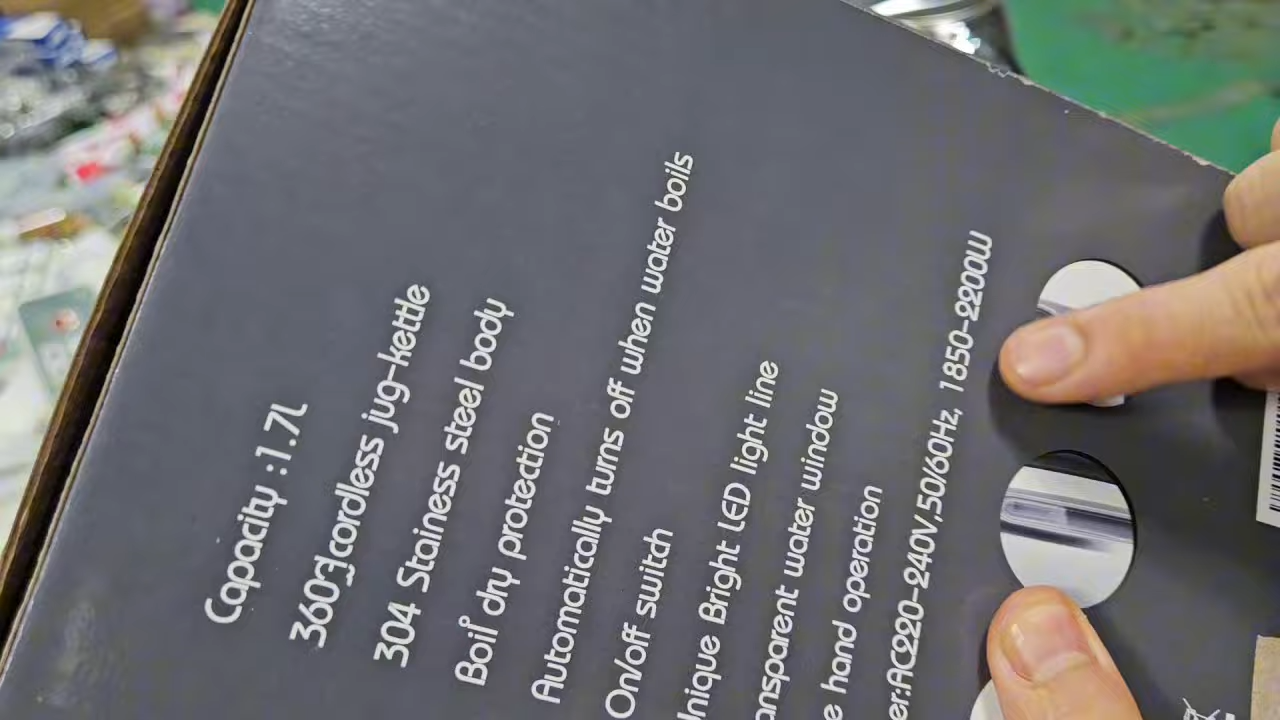 Capacity :1.7L
360°cordless jug-kettle
304 Stainess steel body
Boil dry protection
Automatically turns off when water boils
On/off switch
Unique Bright LED light line
ansparent water window
e hand operation
er:AC220-240V,50/60Hz, 1850-2200W